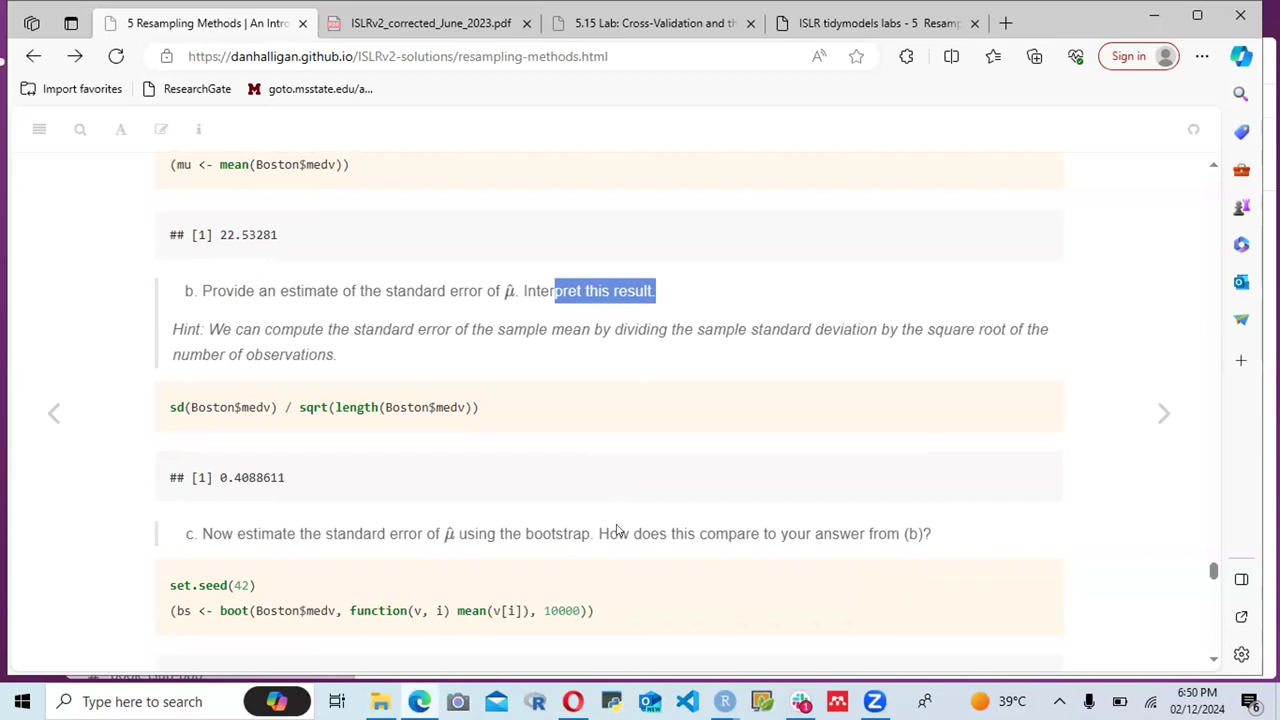 5 Resampling Methods | An Intro
ISLRv2_corrected_June_2023.pdf
5.15 Lab: Cross-Validation and th
ISLR tidymodels labs - 5 Resamp
https://danhalligan.github.io/ISLRv2-solutions/resampling-methods.html
Sign in
Import favorites
ResearchGate
goto.msstate.edu/a...
(mu <- mean(Boston$medv))
## [1] 22.53281
b. Provide an estimate of the standard error of μ̂. Interpret this result.
Hint: We can compute the standard error of the sample mean by dividing the sample standard deviation by the square root of the
number of observations.
sd(Boston$medv) / sqrt(length(Boston$medv))
## [1] 0.4088611
c. Now estimate the standard error of μ̂ using the bootstrap. How does this compare to your answer from (b)?
set.seed(42)
(bs <- boot(Boston$medv, function(v, i) mean(v[i]), 10000))
Type here to search
39°C
6:50 PM
02/12/2024